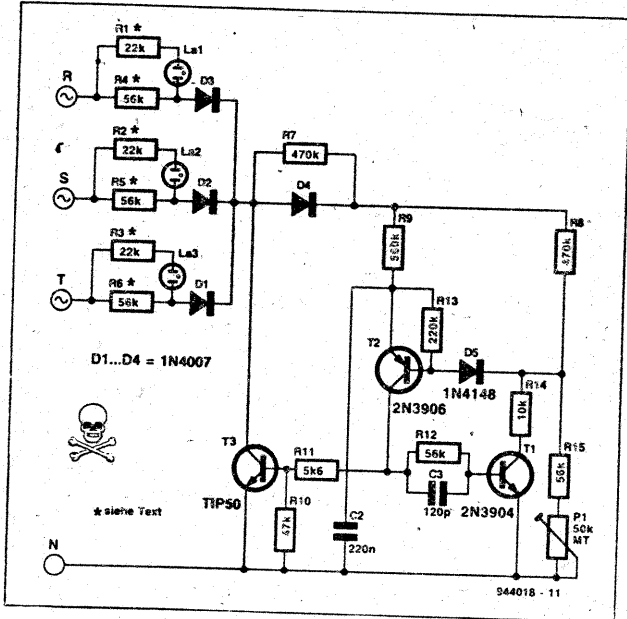 R1 *
22k
La1
R
R4 *
56k
D3
R2 *
22k
La2
S
R5 *
56k
D2
R3 *
22k
La3
T
R6 *
56k
D1
R7
470k
D4
R9
560k
R8
470k
D1...D4 = 1N4007
R13
220k
T2
D5
1N4148
2N3906
R14
10k
T3
TIP50
R11
5k6
R12
56k
C3
120p
T1
2N3904
R15
56k
R10
47k
C2
220n
P1
50k
MT
* siehe Text
N
944018 - 11